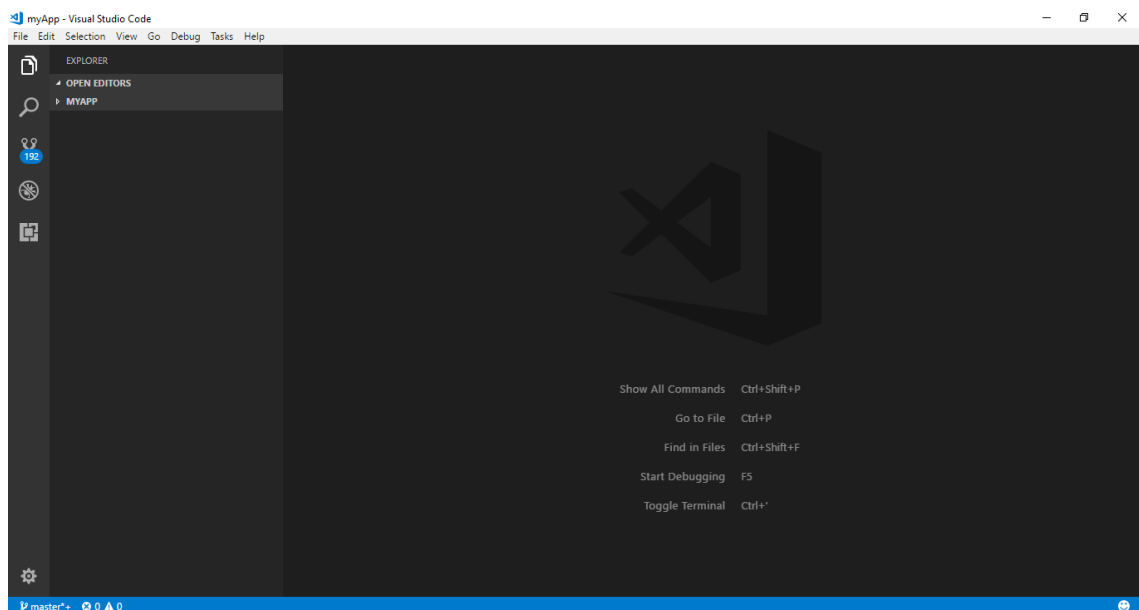 myApp - Visual Studio Code
File Edit Selection View Go Debug Tasks Help
EXPLORER
OPEN EDITORS
MYAPP
192
Show All Commands Ctrl+Shift+P
Go to File Ctrl+P
Find in Files Ctrl+Shift+F
Start Debugging F5
Toggle Terminal Ctrl+'
master*+ 0 0